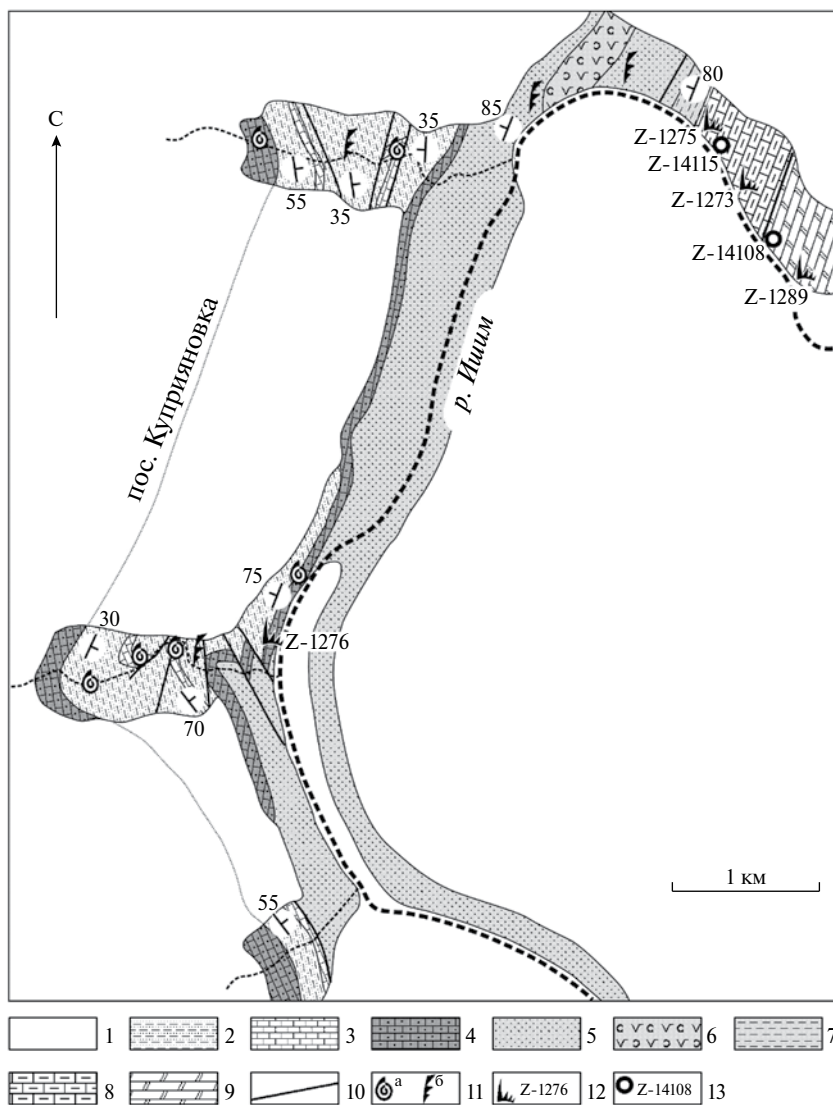 С
80
35
85
Z-1275
Z-14115
55
35
Z-1273
Z-14108
Z-1289
пос. Куприяновка
р. Ишим
75
30
Z-1276
70
1 км
55
1 2 3 4 5 6 7
8 9 10 а б 11 Z-1276 12 Z-14108 13